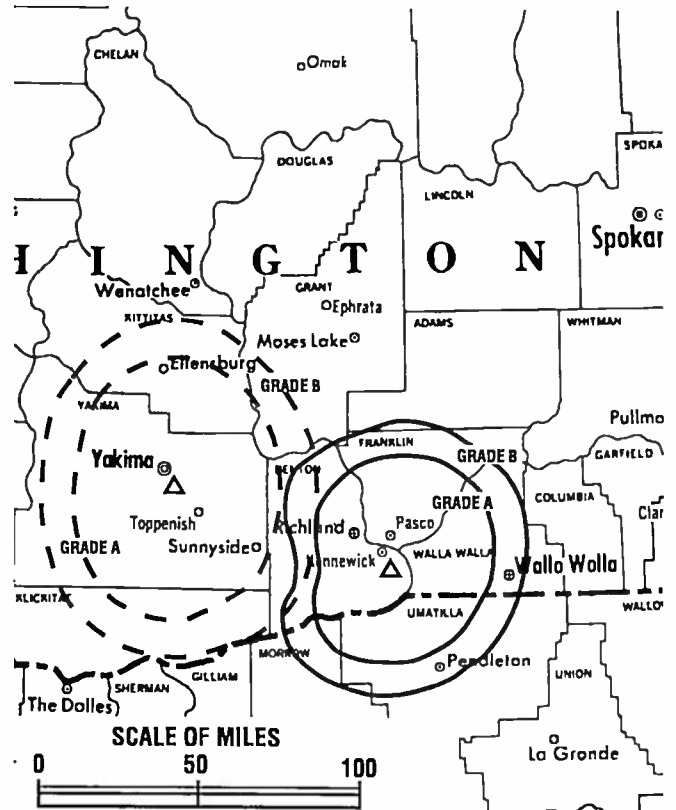 CHELAN
Omak
SPOKA
DOUGLAS
LINCOLN
Spokar
H I N G T O N
Wenatchee
GRANT
Ephrata
KITTITAS
ADAMS
WHITMAN
Moses Lake
Ellensburg
GRADE B
YAKIMA
Pullmo
FRANKLIN
GARFIELD
Yakima
BENTON
GRADE B
COLUMBIA
GRADE A
Clar
Toppenish
Richland
Pasco
GRADE A
Sunnyside
nnewick
WALLA WALLA
Walla Walla
KLICKITAT
UMATILLA
WALLO
MORROW
Pendleton
GILLIAM
SHERMAN
UNION
The Dalles
SCALE OF MILES
La Grande
0 50 100